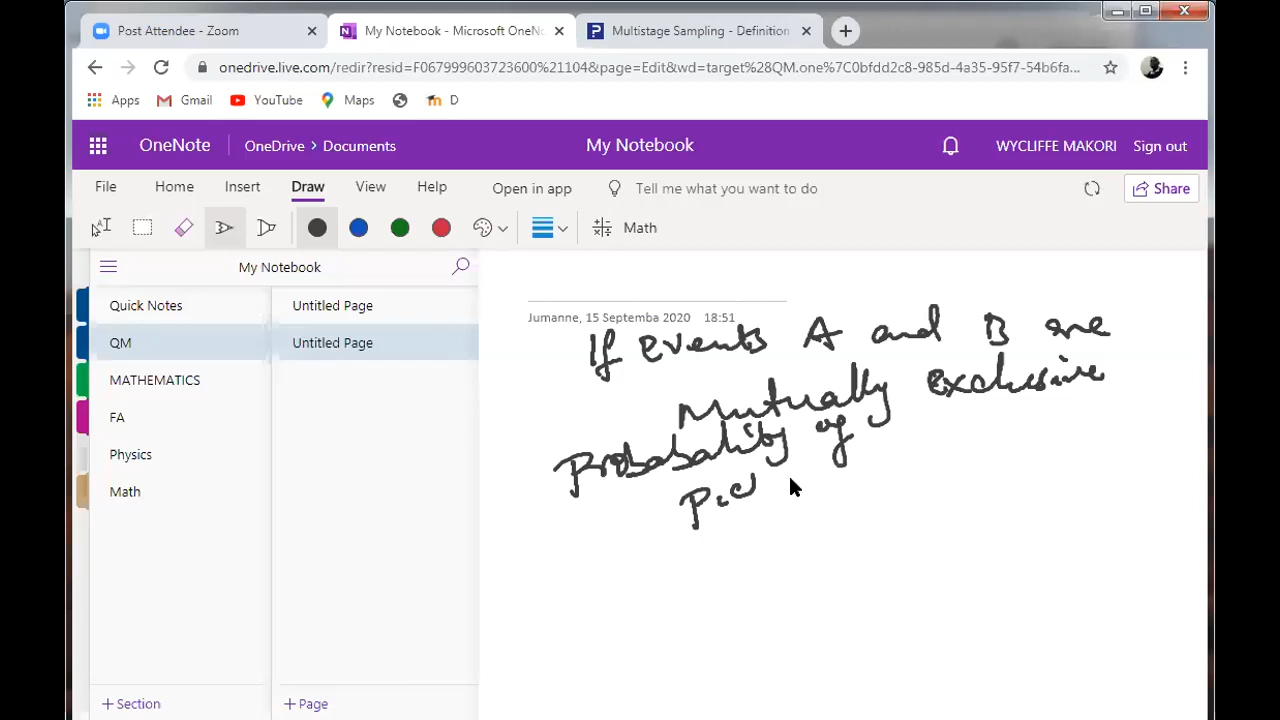 Post Attendee - Zoom
My Notebook - Microsoft OneNo
Multistage Sampling - Definition
onedrive.live.com/redir?resid=F067999603723600%21104&page=Edit&wd=target%28QM.one%7C0bfdd2c8-985d-4a35-95f7-54b6fa...
Apps Gmail YouTube Maps D
OneNote OneDrive > Documents My Notebook WYCLIFFE MAKORI Sign out
File Home Insert Draw View Help Open in app Tell me what you want to do Share
Math
My Notebook
Quick Notes
QM
MATHEMATICS
FA
Physics
Math
Untitled Page
Untitled Page
Jumanne, 15 Septemba 2020 18:51
If events A and B are
Mutually exclusive
Probability of
+ Section
+ Page